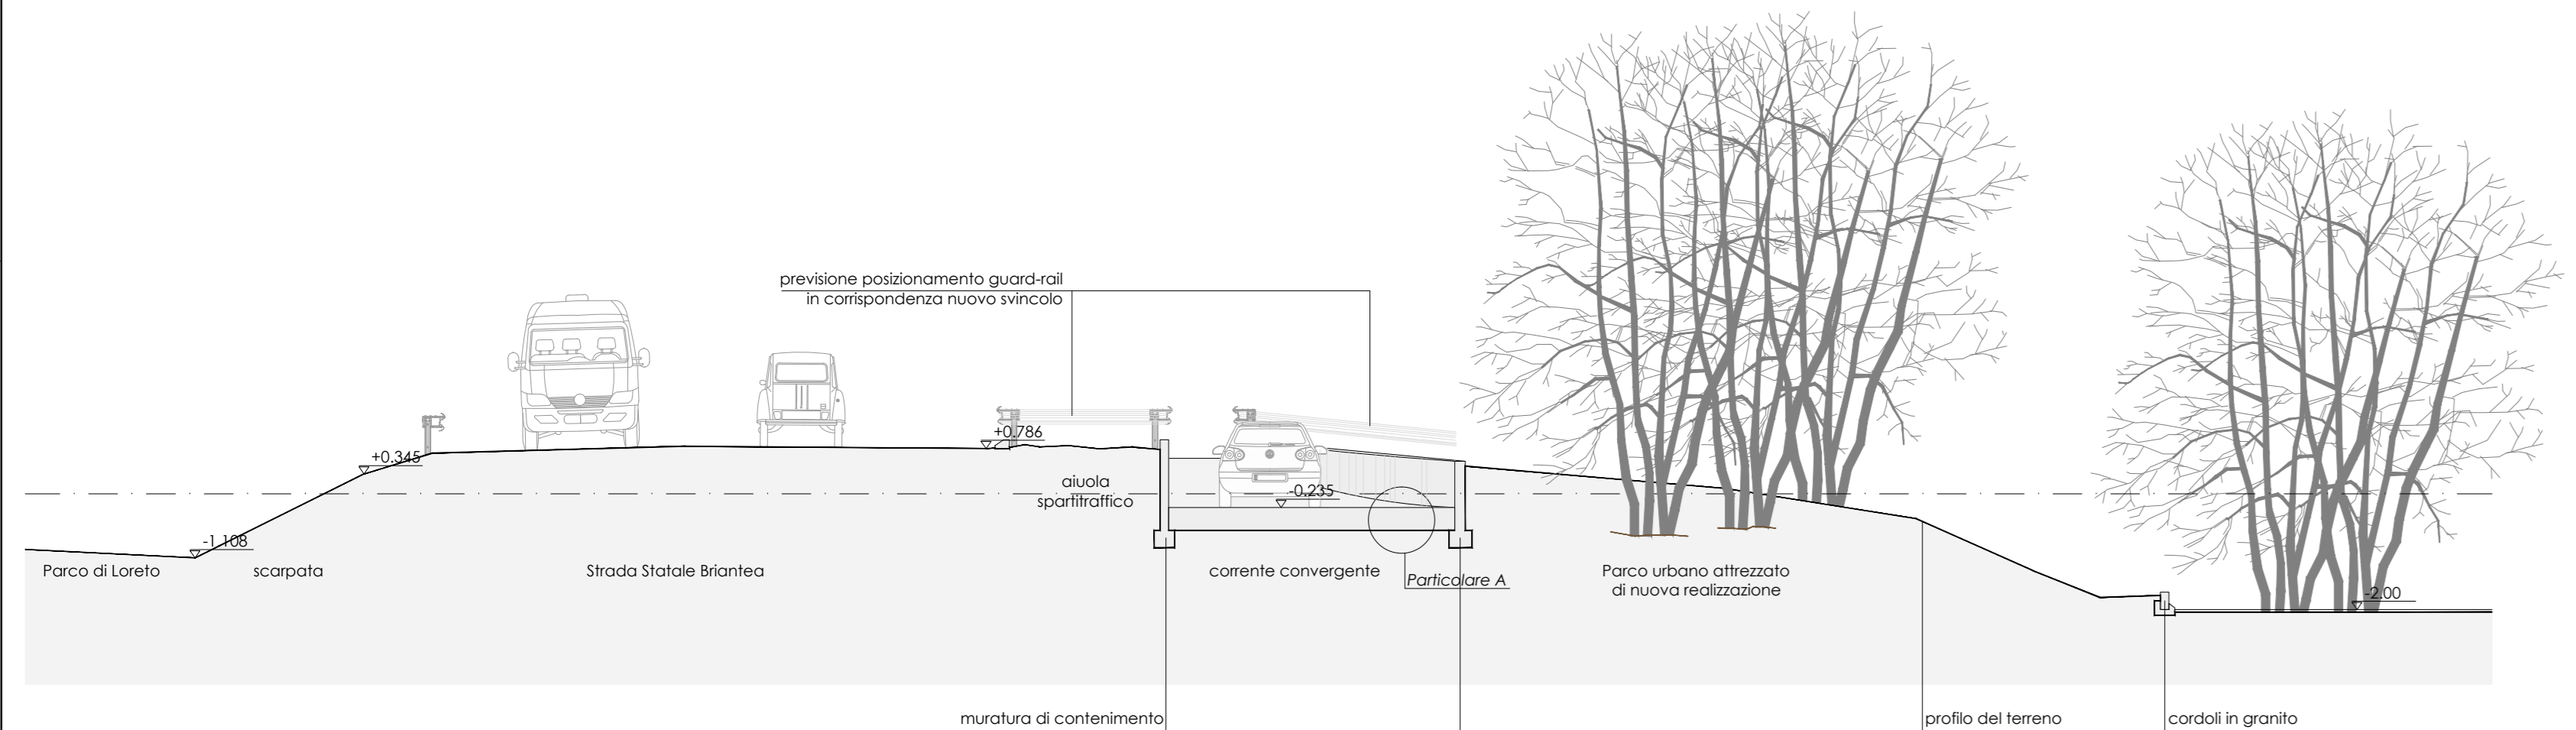 previsione posizionamento guard-rail
in corrispondenza nuovo svincolo
+0.786
+0.345
aiuola
spartitraffico
-0.235
-1.108
Parco di Loreto
scarpata
Strada Statale Briantea
corrente convergente
Particolare A
Parco urbano attrezzato
di nuova realizzazione
-2.00
muratura di contenimento
profilo del terreno
cordoli in granito